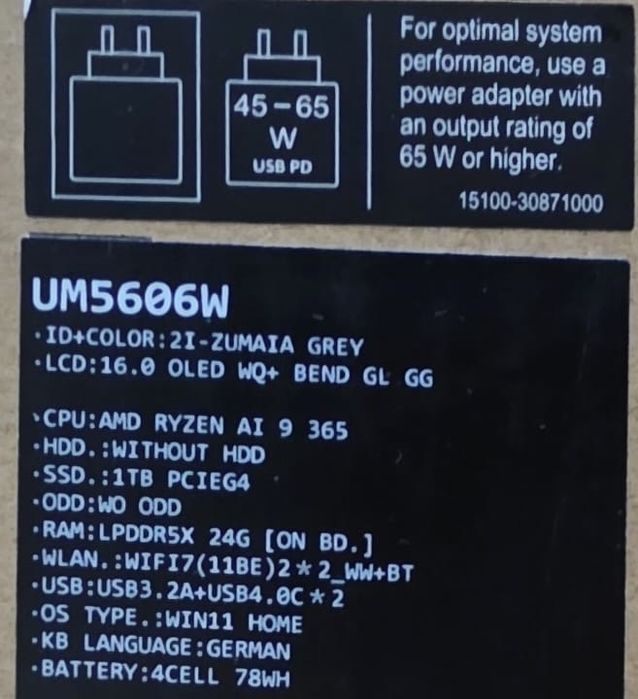 45-65
W
USB PD
For optimal system
performance, use a
power adapter with
an output rating of
65 W or higher.
15100-30871000
UM5606W
·ID+COLOR:2I-ZUMAIA GREY
·LCD:16.0 OLED WQ+ BEND GL GG
·CPU:AMD RYZEN AI 9 365
·HDD.:WITHOUT HDD
·SSD.:1TB PCIEG4
·ODD:WO ODD
·RAM:LPDDR5X 24G [ON BD.]
·WLAN.:WIFI7(11BE)2*2_WW+BT
·USB:USB3.2A+USB4.0C*2
·OS TYPE.:WIN11 HOME
·KB LANGUAGE:GERMAN
·BATTERY:4CELL 78WH